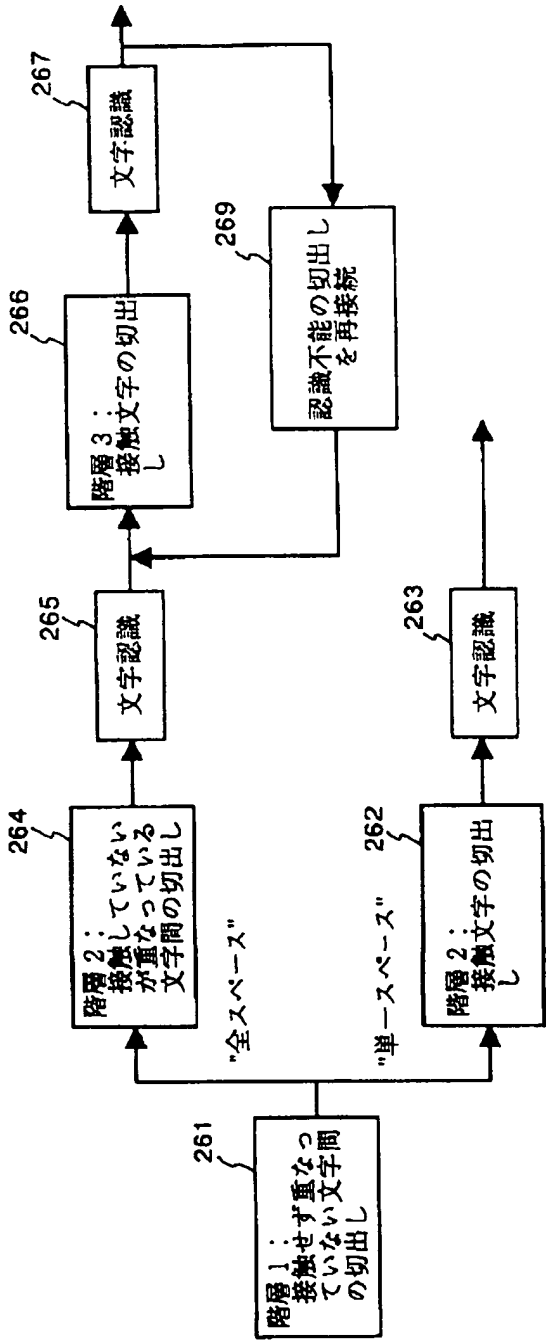 261
階層1:
接触せず重なっ
ていない文字間
の切出し
"全スペース"
264
階層2:
接触していない
が重なっている
文字間の切出し
265
文字認識
266
階層3:
接触文字の切出
し
267
文字認識
269
認識不能の切出し
を再接続
"単一スペース"
262
階層2:
接触文字の切出
し
263
文字認識